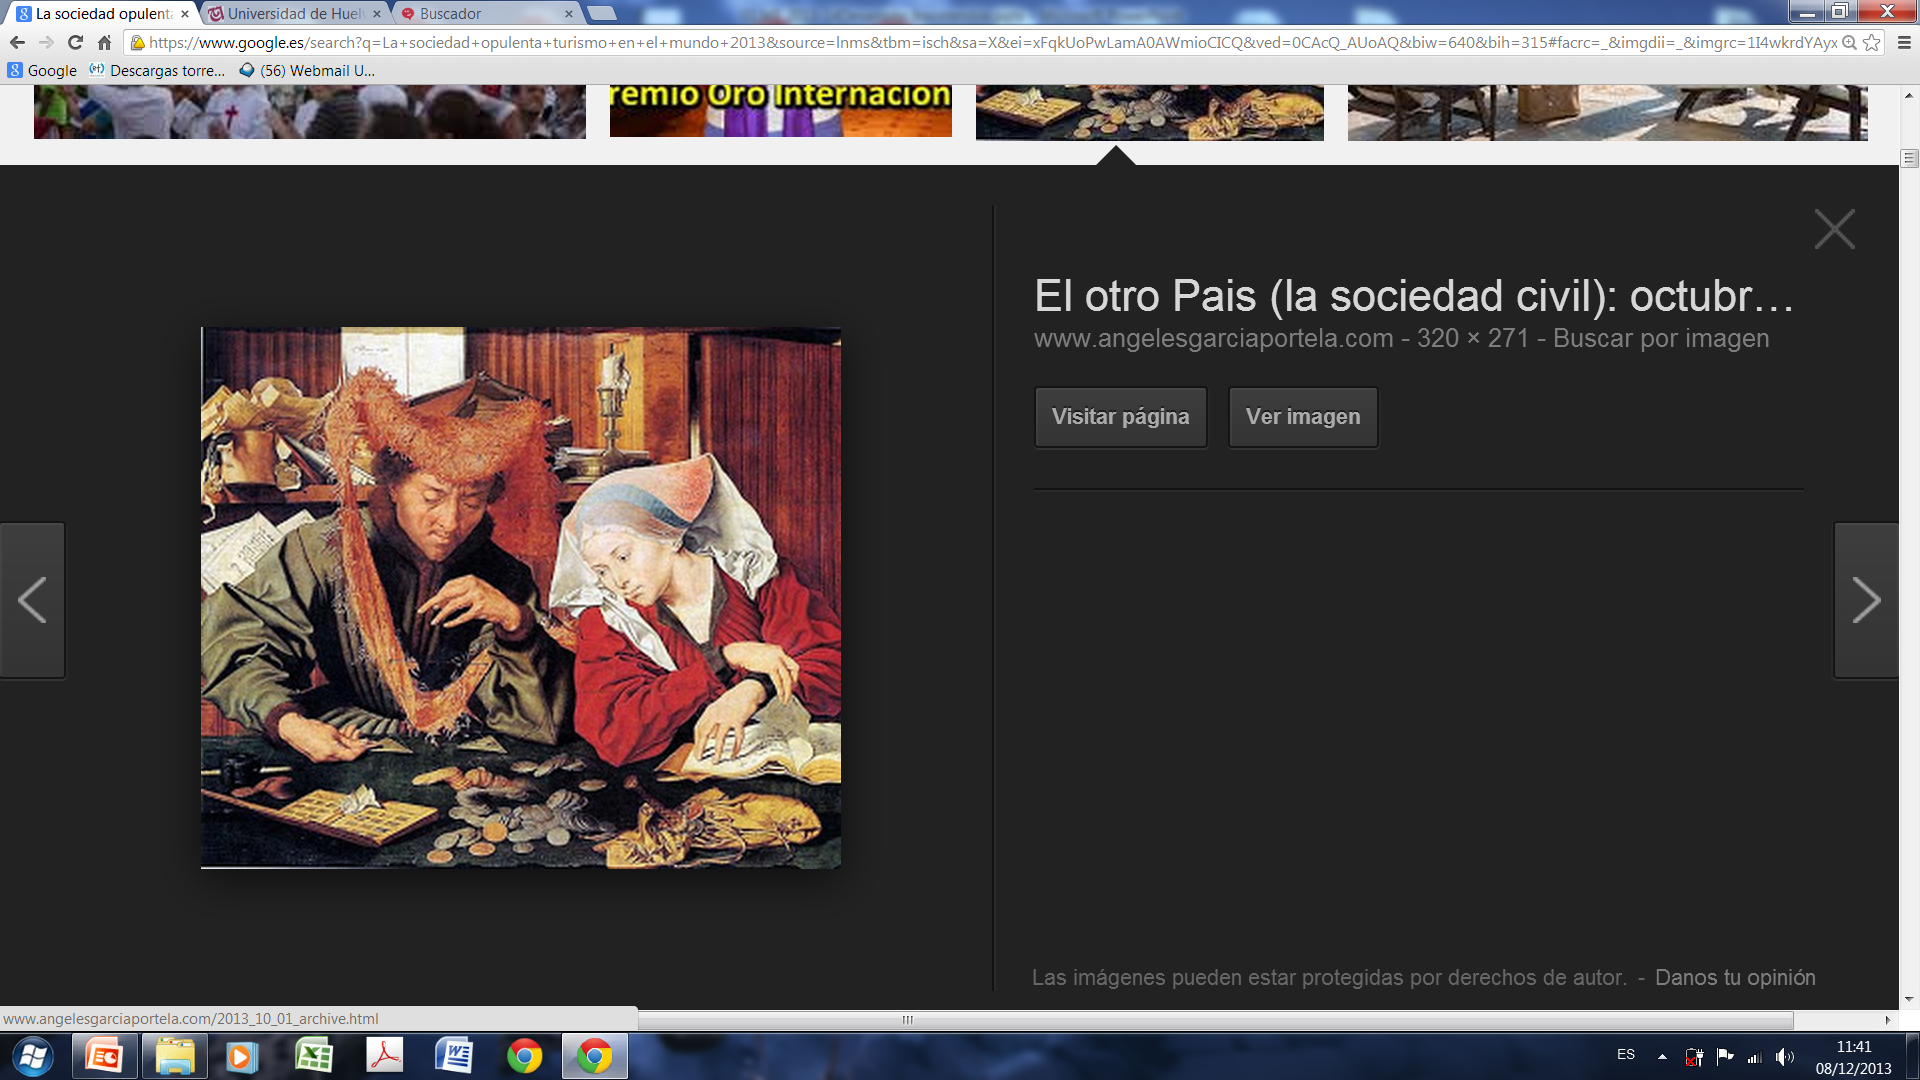 La sociedad opulenta
Universidad de Huelv
Buscador
https://www.google.es/search?q=La+sociedad+opulenta+turismo+en+el+mundo+2013&source=lnms&tbm=isch&sa=X&ei=xFqkUoPwLamA0AWmioCICQ&ved=0CAcQ_AUoAQ&biw=640&bih=315#facrc=_&imgdii=_&imgrc=1I4wkrdYAyx
Google
Descargas torre...
(56) Webmail U...
remio Oro Internacion
El otro Pais (la sociedad civil): octubr…
www.angelesgarciaportela.com - 320 × 271 - Buscar por imagen
Visitar página
Ver imagen
Las imágenes pueden estar protegidas por derechos de autor. - Danos tu opinión
www.angelesgarciaportela.com/2013_10_01_archive.html
ES
11:41
08/12/2013